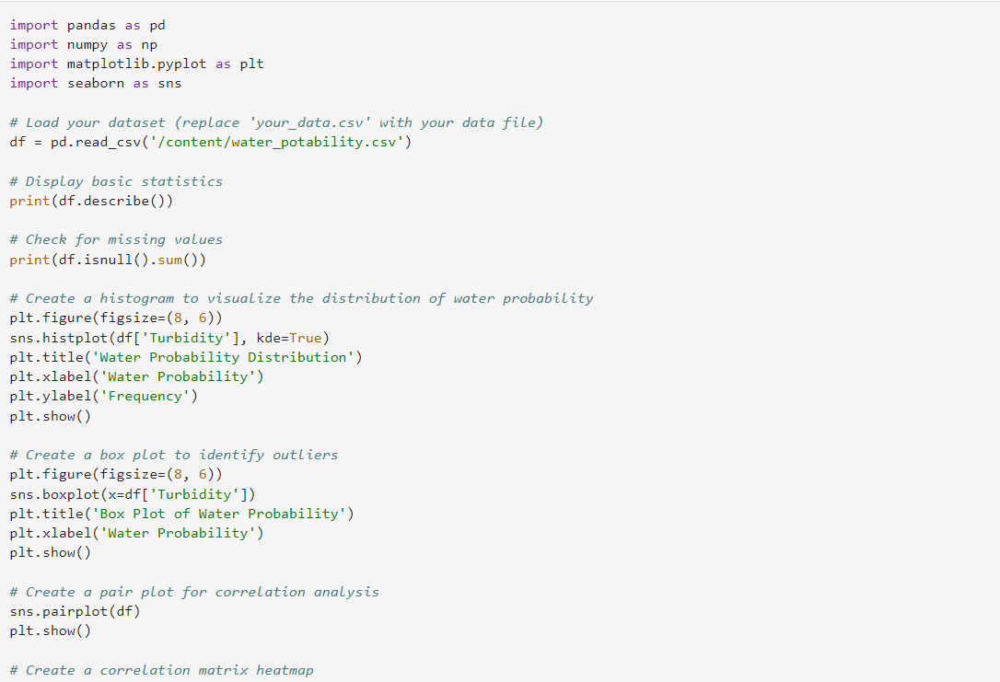 import pandas as pd
import numpy as np
import matplotlib.pyplot as plt
import seaborn as sns
# Load your dataset (replace 'your_data.csv' with your data file)
df = pd.read_csv('/content/water_potability.csv')
# Display basic statistics
print(df.describe())
# Check for missing values
print(df.isnull().sum())
# Create a histogram to visualize the distribution of water probability
plt.figure(figsize=(8, 6))
sns.histplot(df['Turbidity'], kde=True)
plt.title('Water Probability Distribution')
plt.xlabel('Water Probability')
plt.ylabel('Frequency')
plt.show()
# Create a box plot to identify outliers
plt.figure(figsize=(8, 6))
sns.boxplot(x=df['Turbidity'])
plt.title('Box Plot of Water Probability')
plt.xlabel('Water Probability')
plt.show()
# Create a pair plot for correlation analysis
sns.pairplot(df)
plt.show()
# Create a correlation matrix heatmap